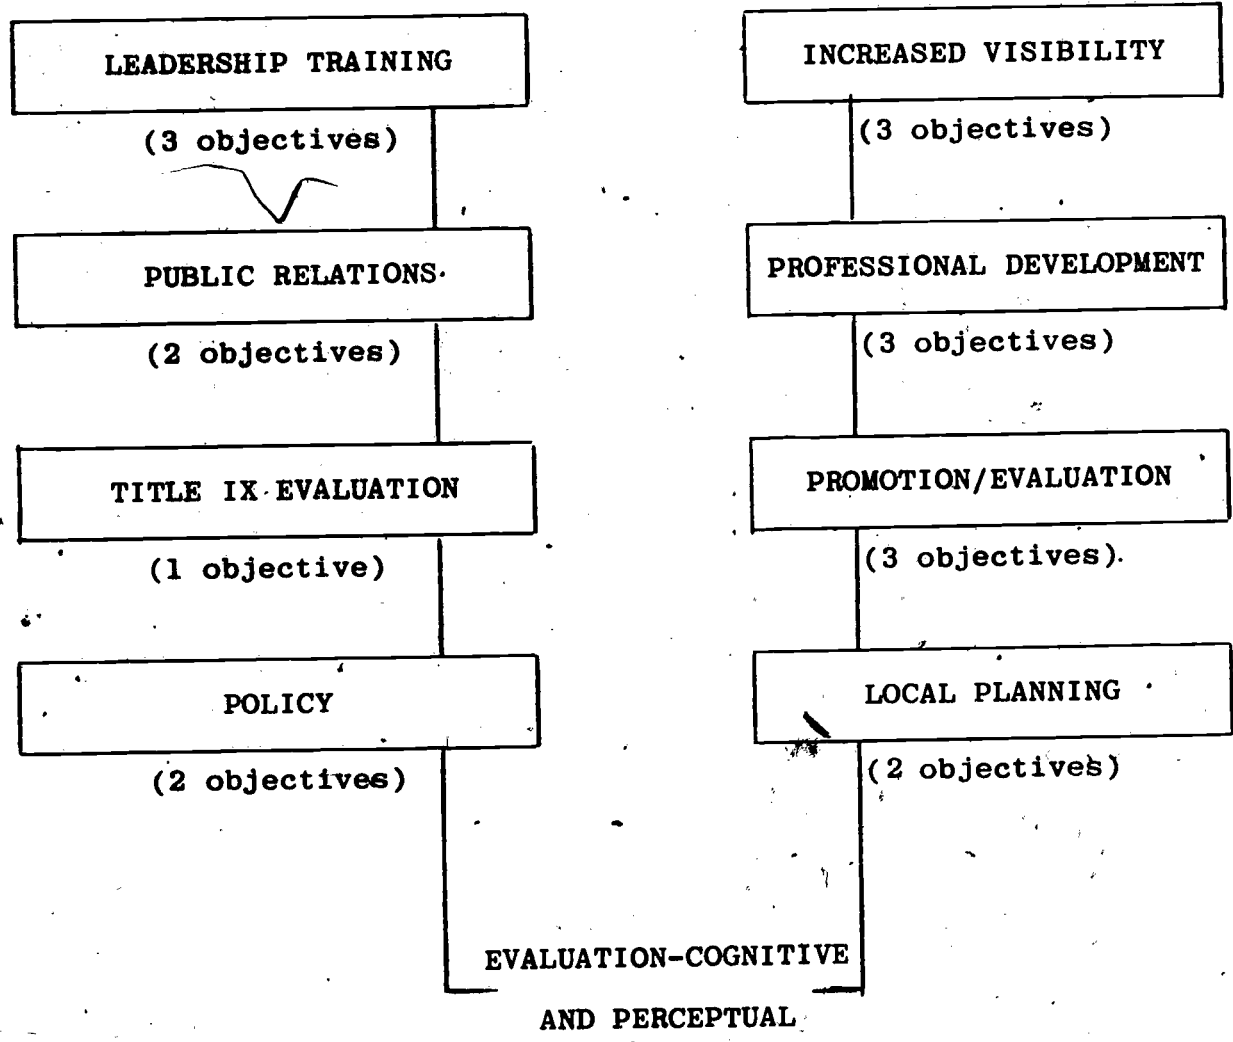 LEADERSHIP TRAINING
(3 objectives)
PUBLIC RELATIONS
(2 objectives)
TITLE IX EVALUATION
(1 objective)
POLICY
(2 objectives)
INCREASED VISIBILITY
(3 objectives)
PROFESSIONAL DEVELOPMENT
(3 objectives)
PROMOTION/EVALUATION
(3 objectives)
LOCAL PLANNING
(2 objectives)
EVALUATION-COGNITIVE
AND PERCEPTUAL